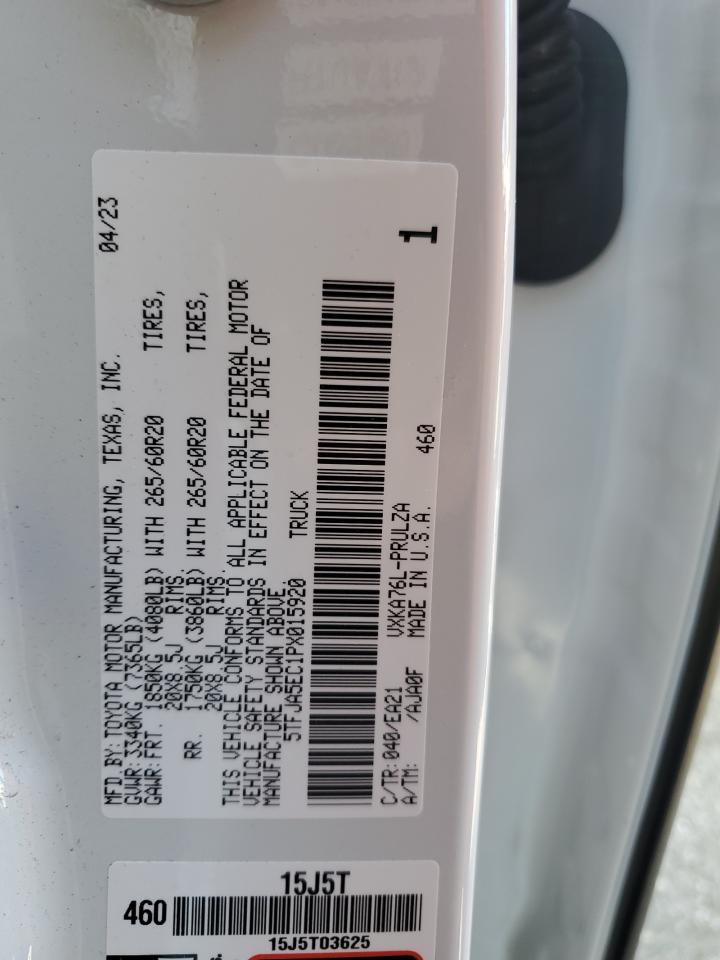 MFD.BY:TOYOTA MOTOR MANUFACTURING, TEXAS, INC. 04/23
GVWR:3340KG (7365LB)
GAWR:FRT. 1850KG (4080LB) WITH 265/60R20 TIRES,
20X8.5J RIMS.
RR. 1750KG (3860LB) WITH 265/60R20 TIRES,
20X8.5J RIMS.
THIS VEHICLE CONFORMS TO ALL APPLICABLE FEDERAL MOTOR
VEHICLE SAFETY STANDARDS IN EFFECT ON THE DATE OF
MANUFACTURE SHOWN ABOVE.
5TFJA5EC1PX015920 TRUCK
C/TR:040/EA21 VXKA76L-PRULZA
A/TM: /AJA0F MADE IN U.S.A. 460 1
15J5T
460
15J5T03625